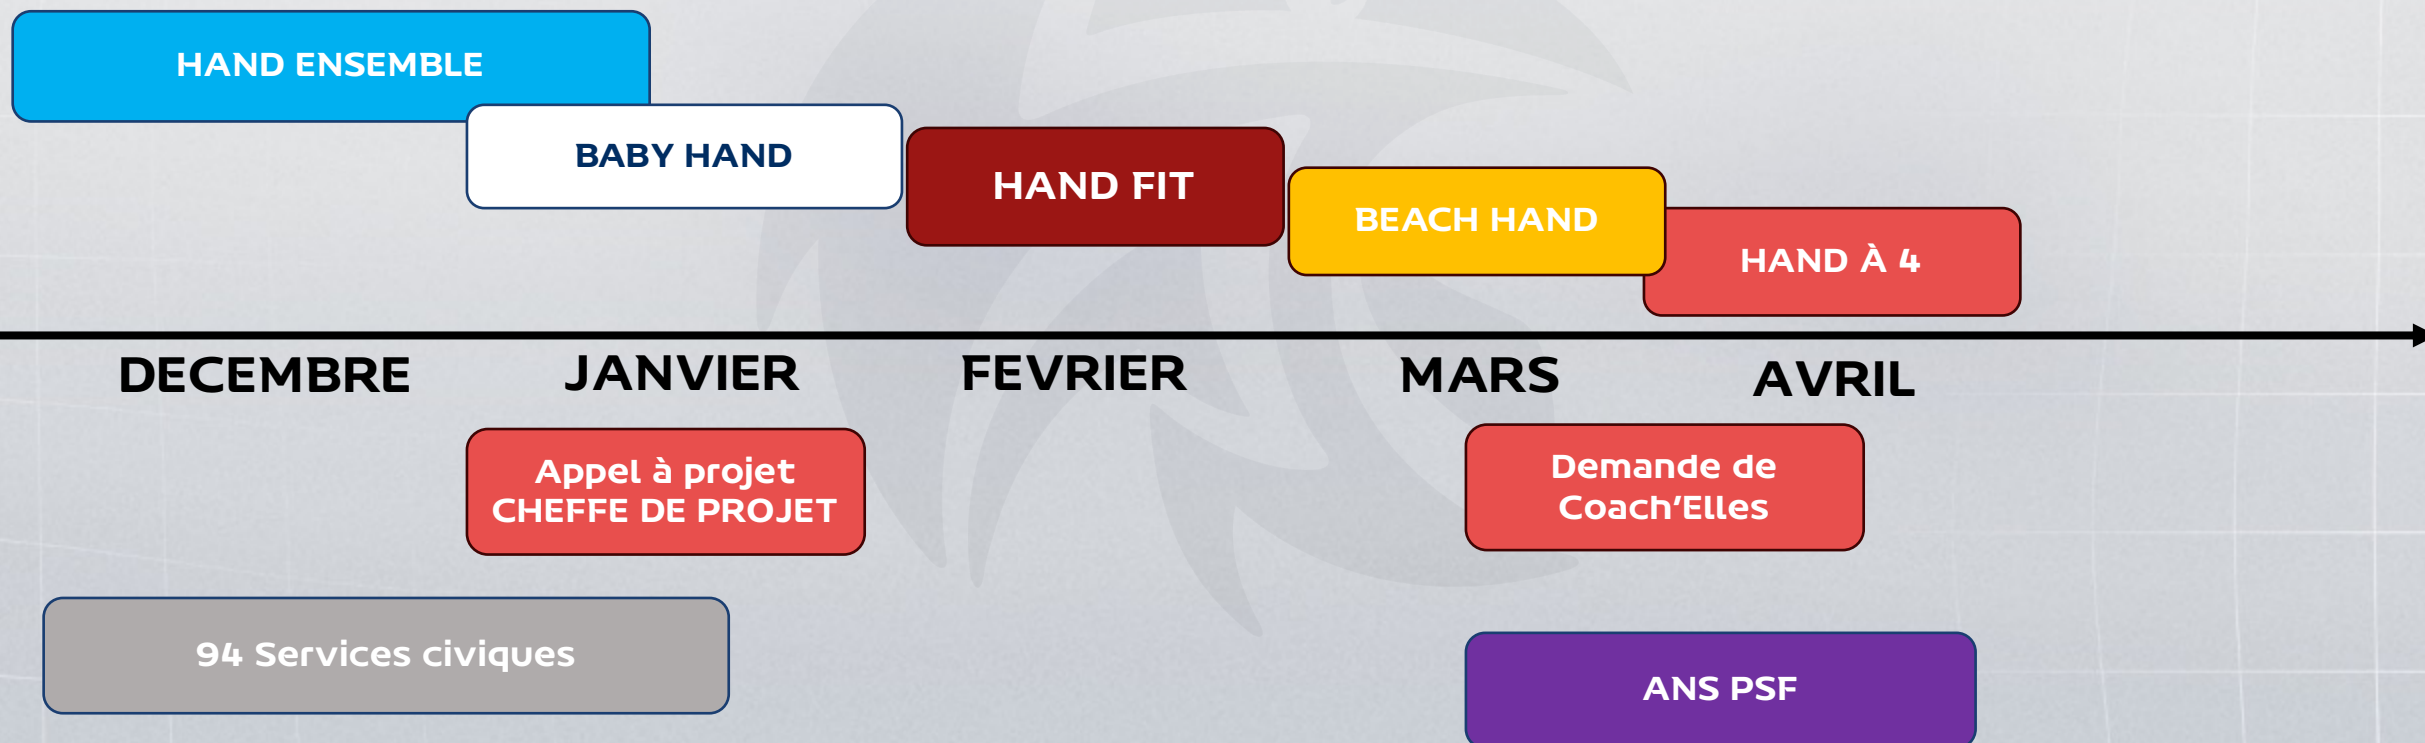 HAND ENSEMBLE
BABY HAND
HAND FIT
BEACH HAND
HAND À 4
DECEMBRE
JANVIER
FEVRIER
MARS
AVRIL
Appel à projet
CHEFFE DE PROJET
Demande de
Coach'Elles
94 Services civiques
ANS PSF